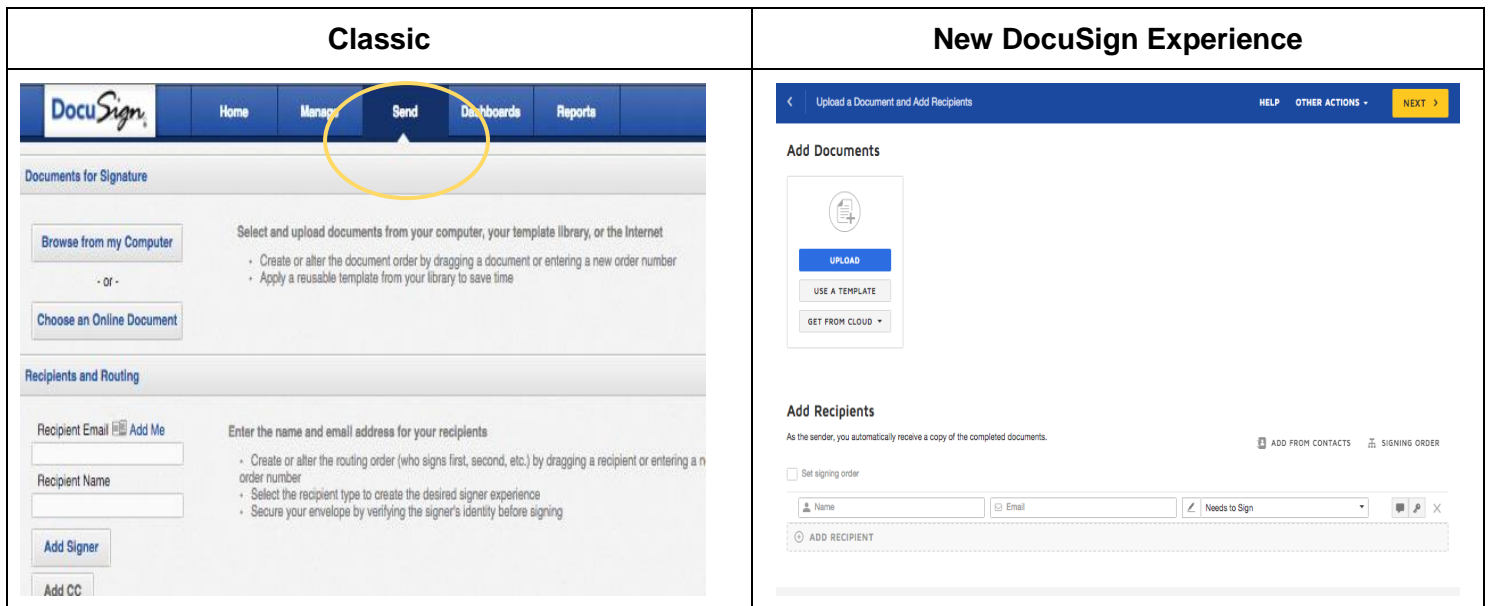 Classic
New DocuSign Experience
DocuSign
Home Manage Send Dashboards Reports
Documents for Signature
Browse from my Computer
- or -
Choose an Online Document
Select and upload documents from your computer, your template library, or the Internet
• Create or alter the document order by dragging a document or entering a new order number
• Apply a reusable template from your library to save time
Recipients and Routing
Recipient Email Add Me
Recipient Name
Add Signer
Add CC
Enter the name and email address for your recipients
• Create or alter the routing order (who signs first, second, etc.) by dragging a recipient or entering a
order number
• Select the recipient type to create the desired signer experience
• Secure your envelope by verifying the signer's identity before signing
Upload a Document and Add Recipients HELP OTHER ACTIONS NEXT
Add Documents
UPLOAD
USE A TEMPLATE
GET FROM CLOUD
Add Recipients
As the sender, you automatically receive a copy of the completed documents.
ADD FROM CONTACTS SIGNING ORDER
Set signing order
Name Email Needs to Sign
ADD RECIPIENT